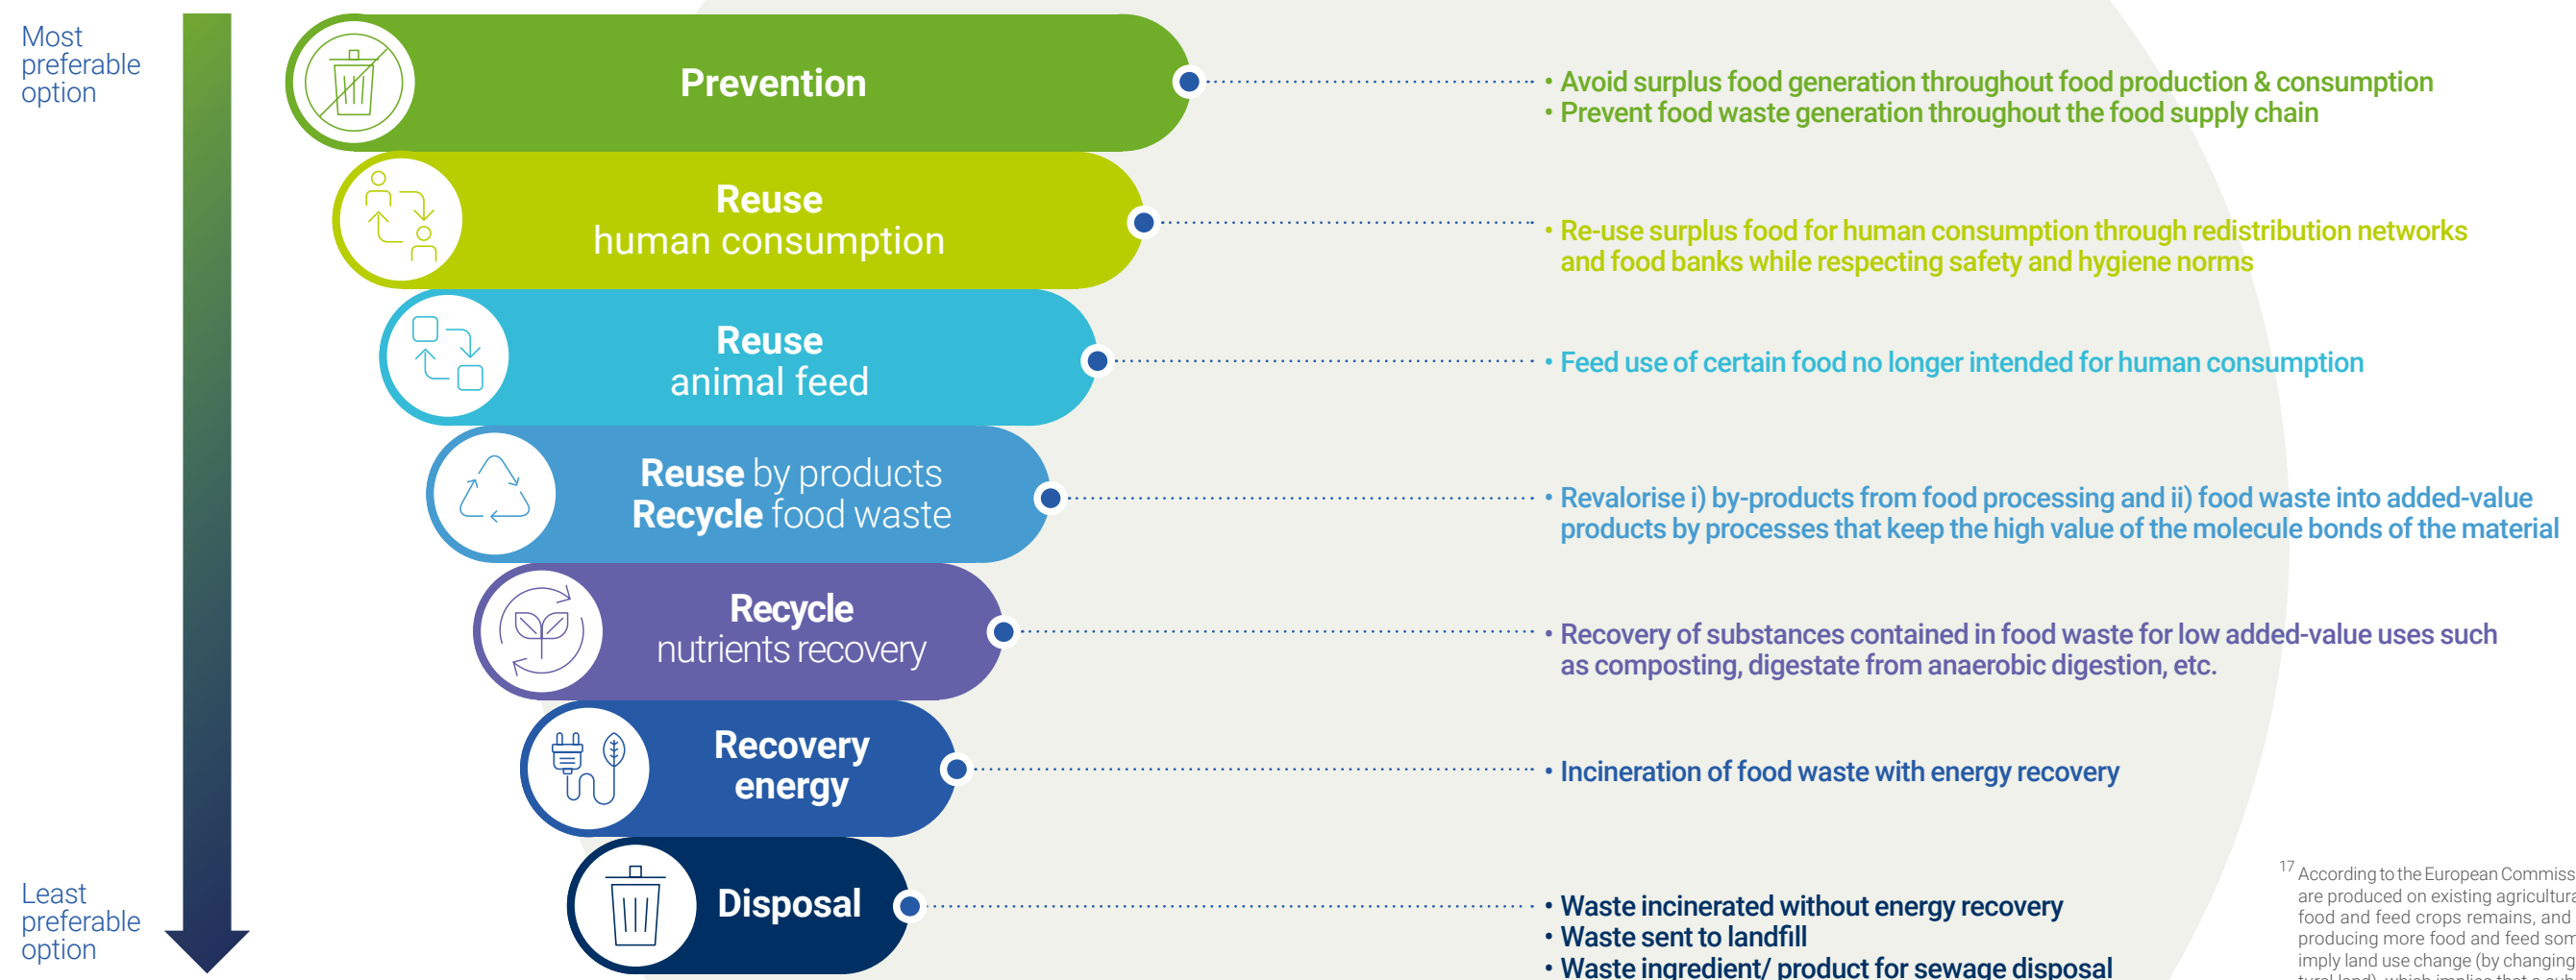 Most
preferable
option
Prevention
• Avoid surplus food generation throughout food production & consumption
• Prevent food waste generation throughout the food supply chain
Reuse
human consumption
• Re-use surplus food for human consumption through redistribution networks
and food banks while respecting safety and hygiene norms
Reuse
animal feed
• Feed use of certain food no longer intended for human consumption
Reuse by products
Recycle food waste
• Revalorise i) by-products from food processing and ii) food waste into added-value
products by processes that keep the high value of the molecule bonds of the material
Recycle
nutrients recovery
• Recovery of substances contained in food waste for low added-value uses such
as composting, digestate from anaerobic digestion, etc.
Recovery
energy
• Incineration of food waste with energy recovery
Least
preferable
option
Disposal
• Waste incinerated without energy recovery
• Waste sent to landfill
• Waste ingredient/ product for sewage disposal
17 According to the European Commiss
are produced on existing agricultura
food and feed crops remains, and
producing more food and feed som
imply land use change (by changing
tural land), which implies that a sub